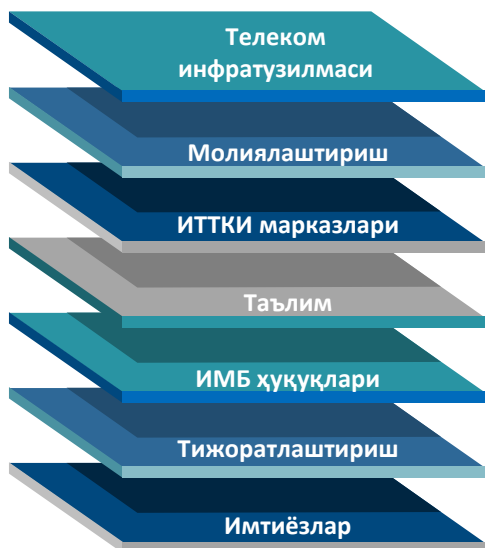 Телеком
инфратузилмаси
Молиялаштириш
ИТТКИ марказлари
Таълим
ИМБ ҳуқуқлари
Тижоратлаштириш
Имтиёзлар